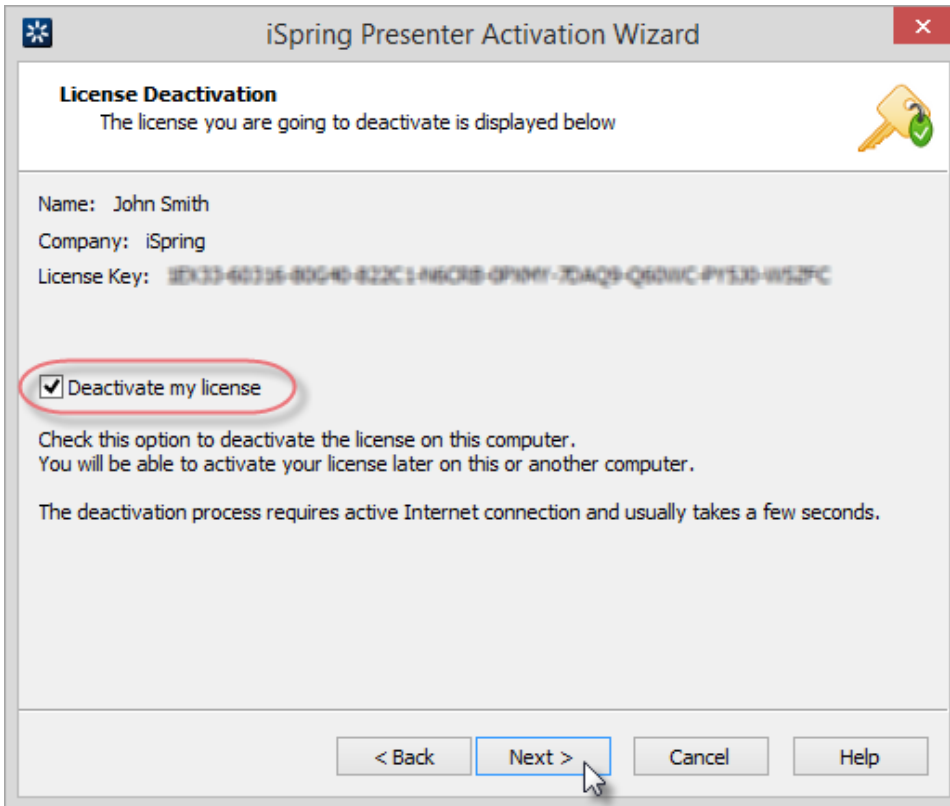 iSpring Presenter Activation Wizard
License Deactivation
The license you are going to deactivate is displayed below
Name: John Smith
Company: iSpring
License Key:
Deactivate my license
Check this option to deactivate the license on this computer.
You will be able to activate your license later on this or another computer.
The deactivation process requires active Internet connection and usually takes a few seconds.
< Back Next > Cancel Help